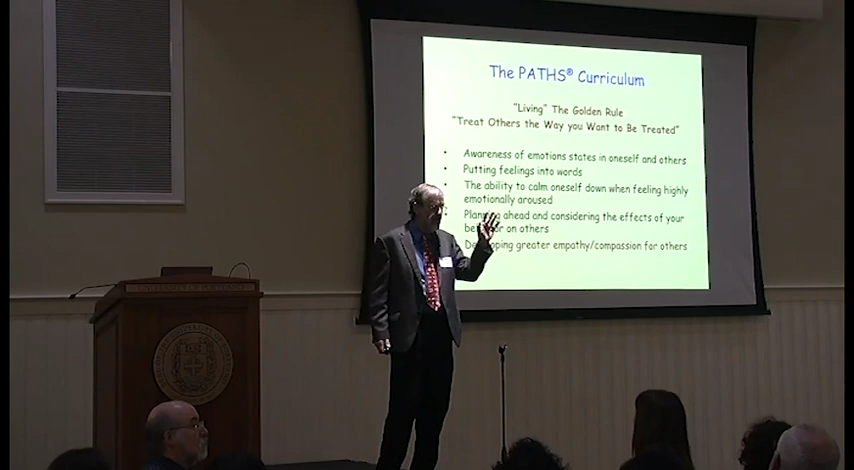 The PATHS® Curriculum
"Living" The Golden Rule
"Treat Others the Way you Want to Be Treated"
• Awareness of emotions states in oneself and others
• Putting feelings into words
• The ability to calm oneself down when feeling highly
emotionally aroused
ahead and considering the effects of your
on others
greater empathy/compassion for others
UNIVERSITY OF